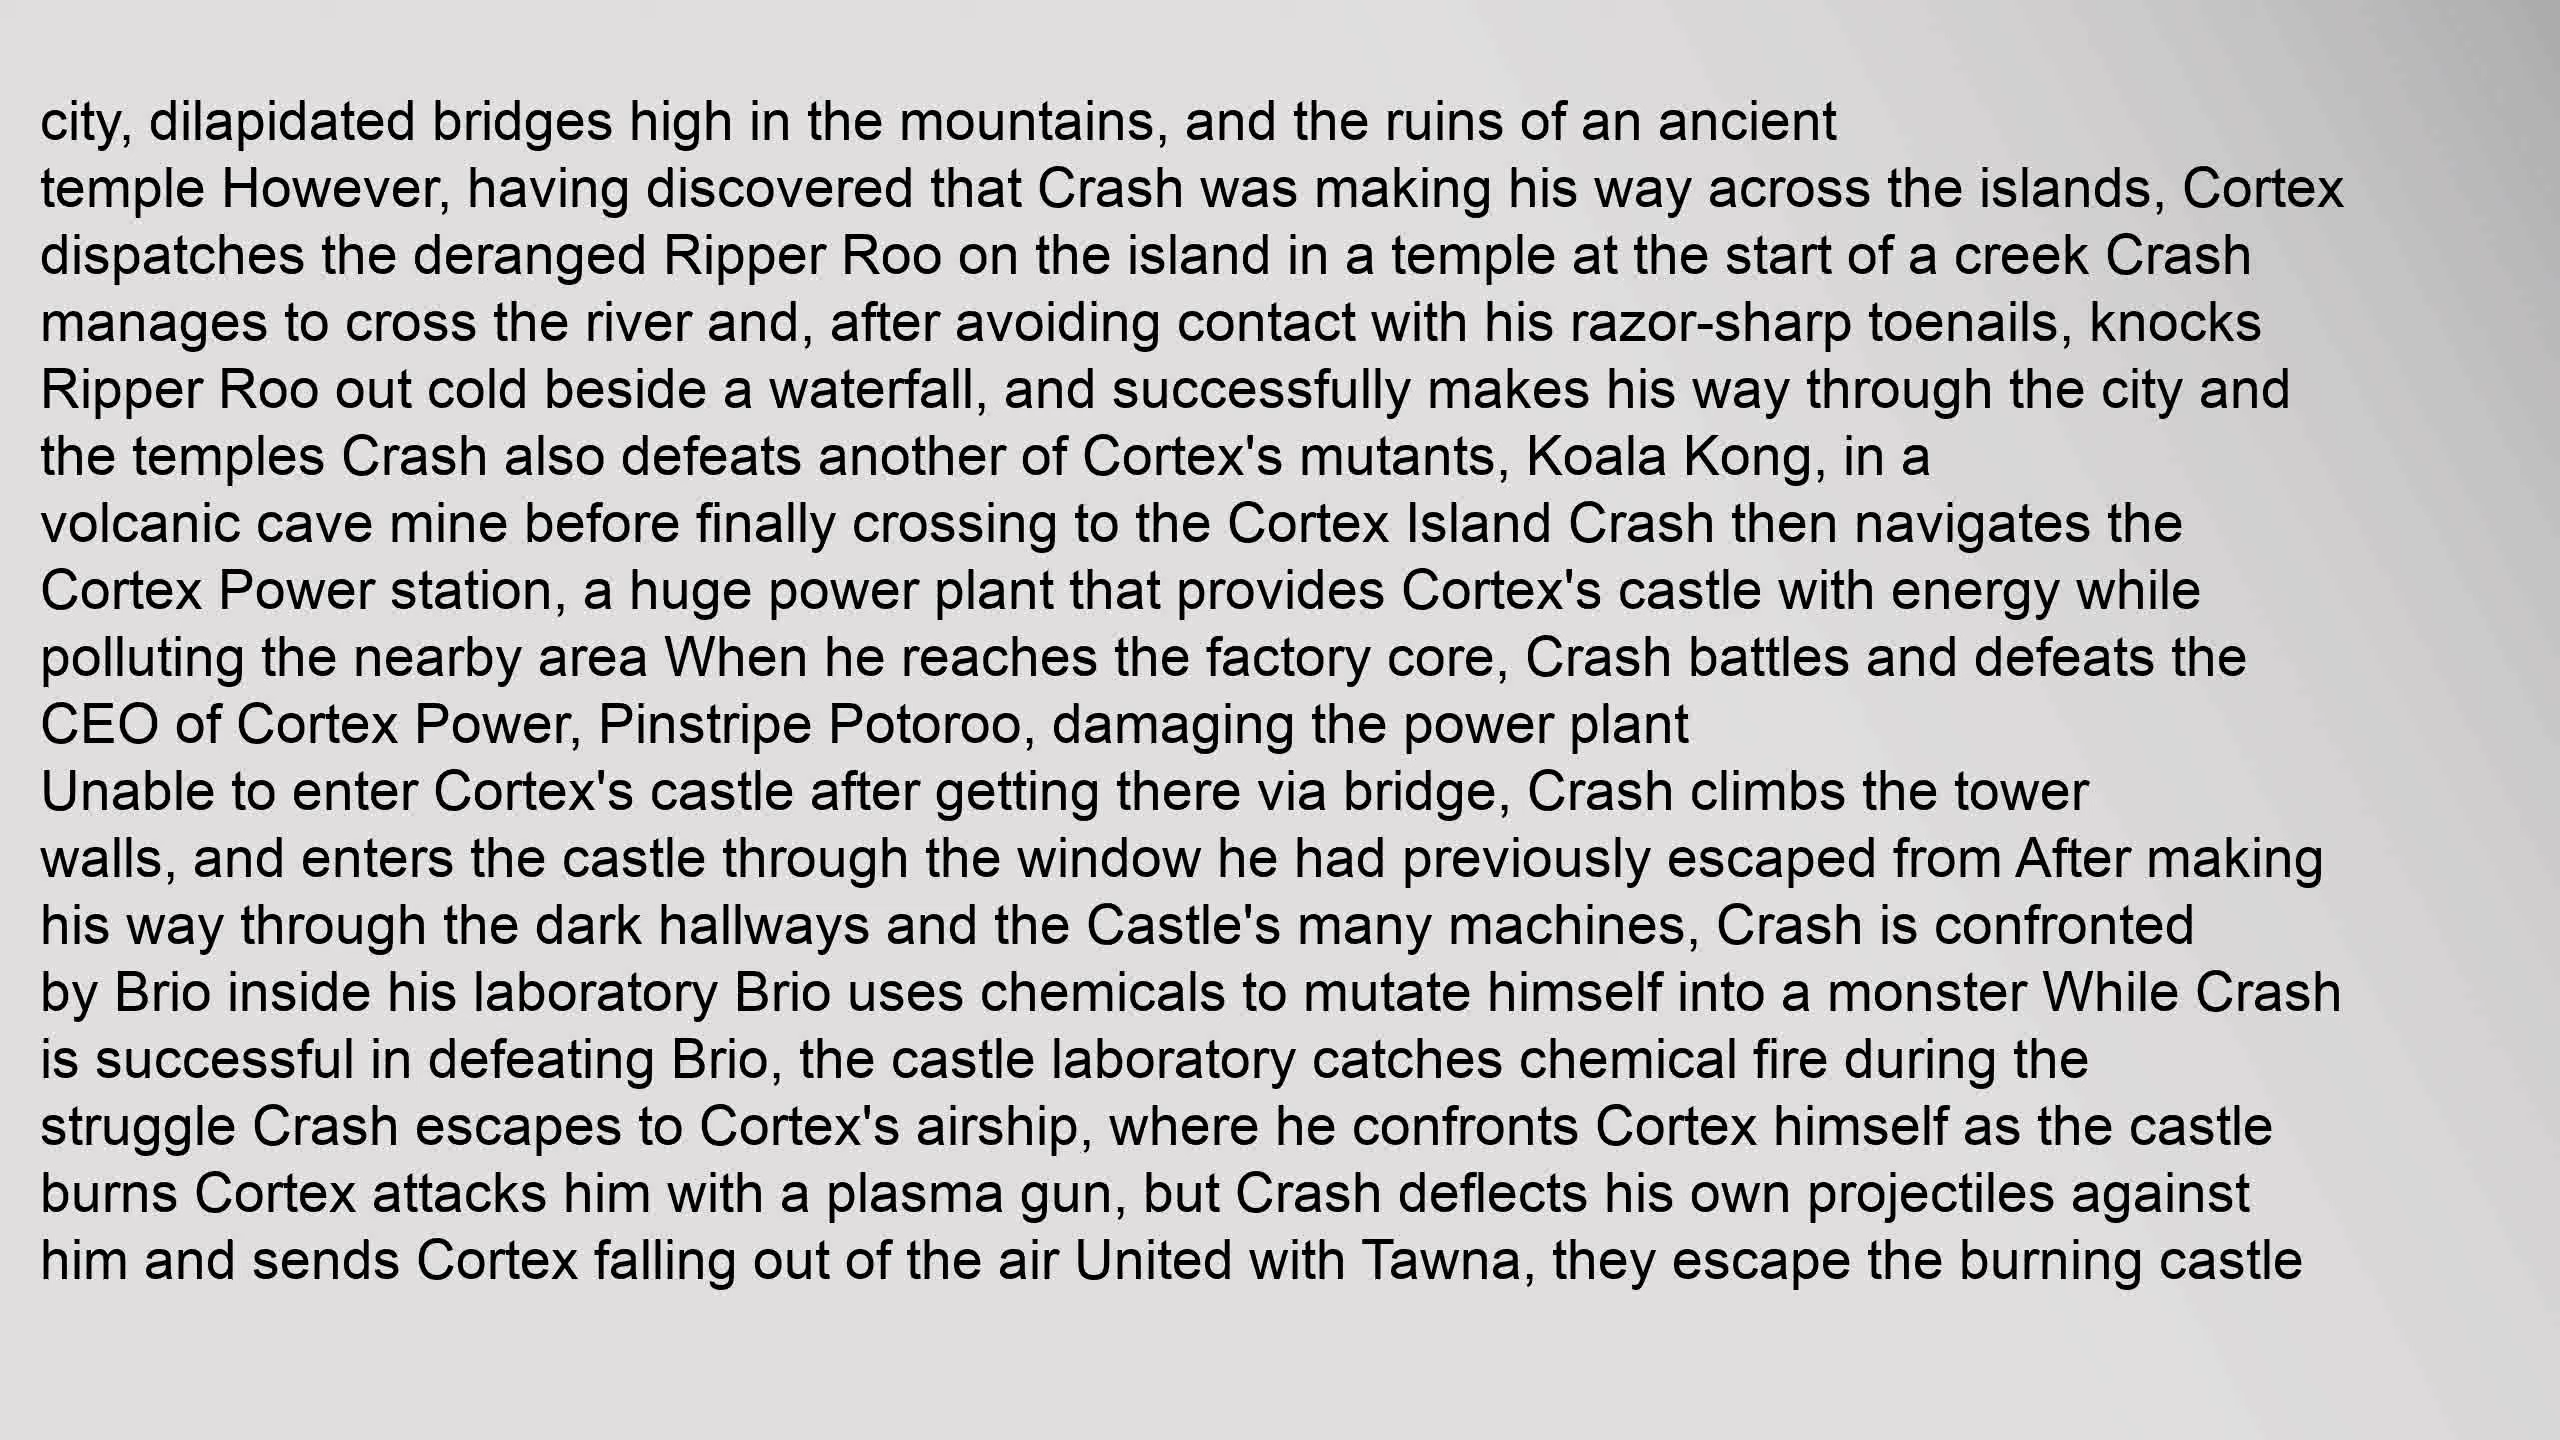 city, dilapidated bridges high in the mountains, and the ruins of an ancient
temple However, having discovered that Crash was making his way across the islands, Cortex
dispatches the deranged Ripper Roo on the island in a temple at the start of a creek Crash
manages to cross the river and, after avoiding contact with his razor-sharp toenails, knocks
Ripper Roo out cold beside a waterfall, and successfully makes his way through the city and
the temples Crash also defeats another of Cortex's mutants, Koala Kong, in a
volcanic cave mine before finally crossing to the Cortex Island Crash then navigates the
Cortex Power station, a huge power plant that provides Cortex's castle with energy while
polluting the nearby area When he reaches the factory core, Crash battles and defeats the
CEO of Cortex Power, Pinstripe Potoroo, damaging the power plant
Unable to enter Cortex's castle after getting there via bridge, Crash climbs the tower
walls, and enters the castle through the window he had previously escaped from After making
his way through the dark hallways and the Castle's many machines, Crash is confronted
by Brio inside his laboratory Brio uses chemicals to mutate himself into a monster While Crash
is successful in defeating Brio, the castle laboratory catches chemical fire during the
struggle Crash escapes to Cortex's airship, where he confronts Cortex himself as the castle
burns Cortex attacks him with a plasma gun, but Crash deflects his own projectiles against
him and sends Cortex falling out of the air United with Tawna, they escape the burning castle